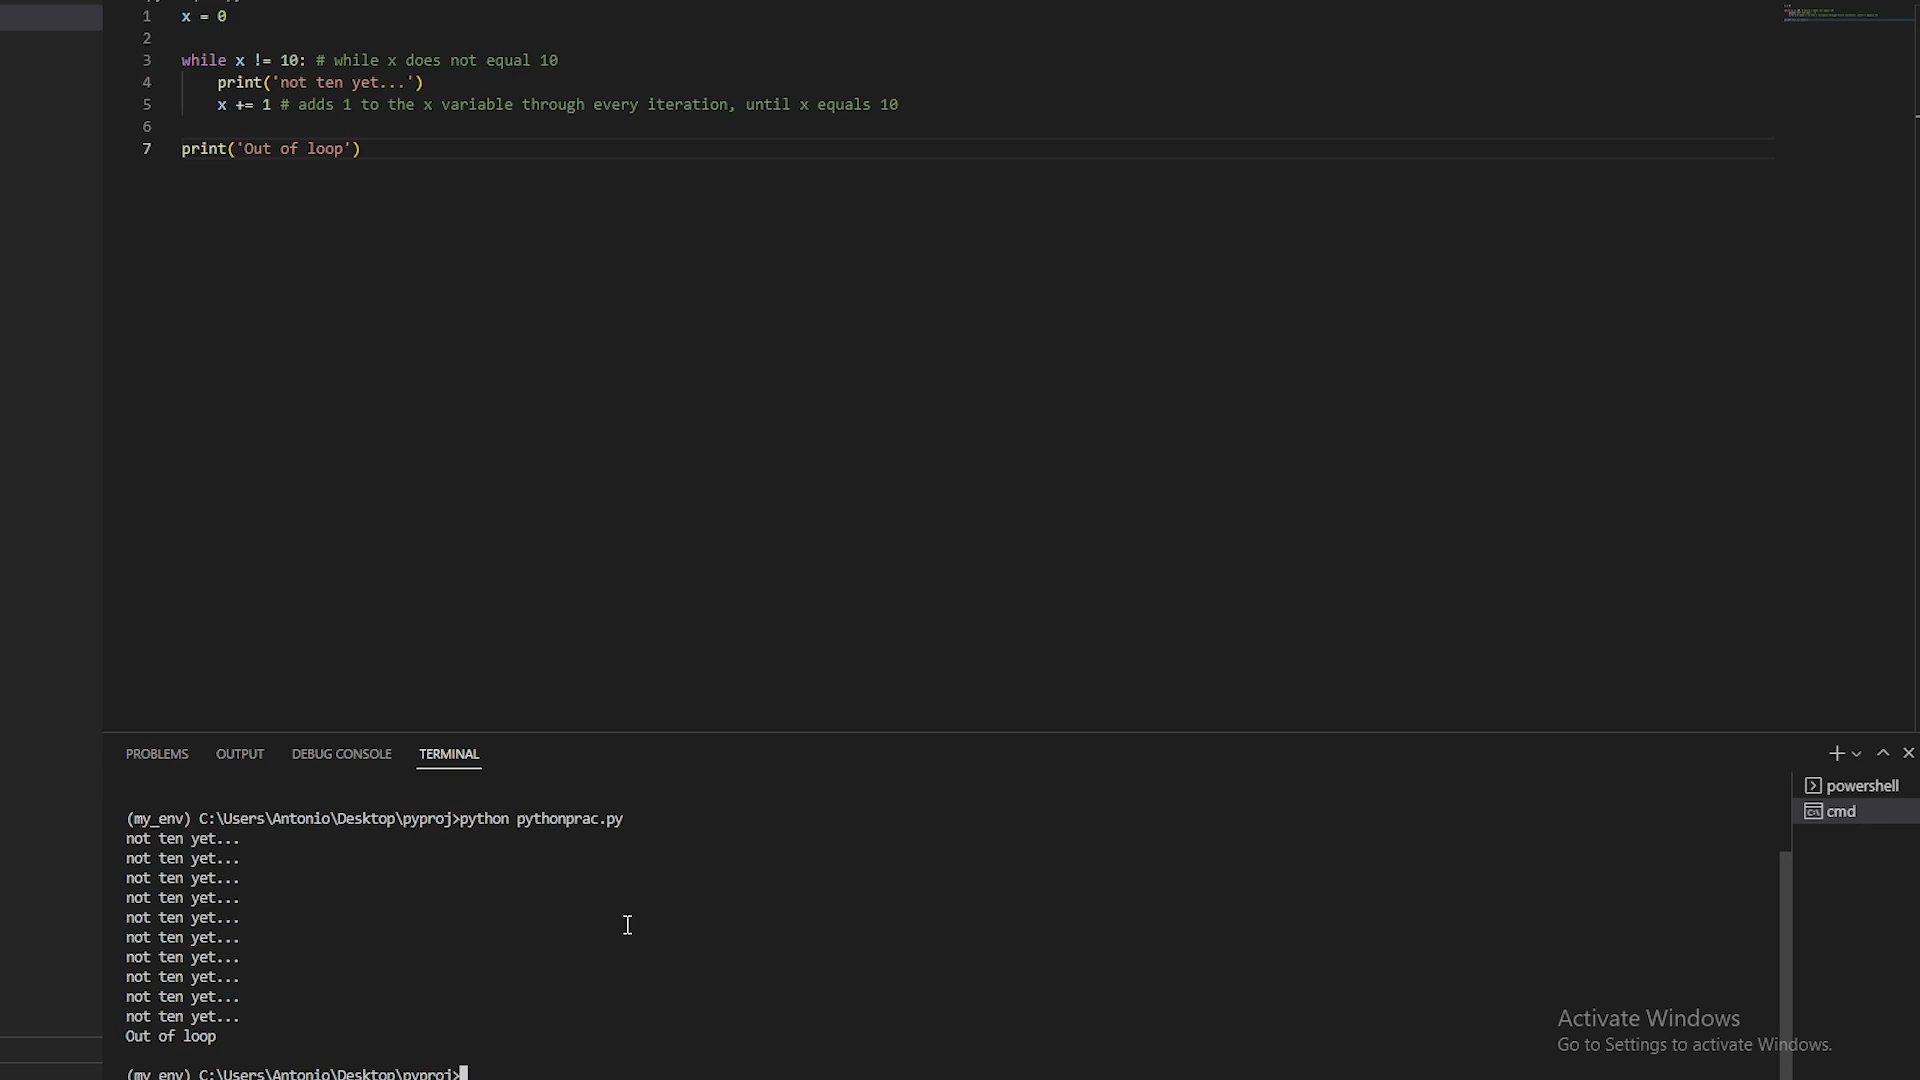 1 x = 0
2
3 while x != 10: # while x does not equal 10
4 print('not ten yet...')
5 x += 1 # adds 1 to the x variable through every iteration, until x equals 10
6
7 print('Out of loop')
PROBLEMS OUTPUT DEBUG CONSOLE TERMINAL
powershell
cmd
(my_env) C:\Users\Antonio\Desktop\pyproj>python pythonprac.py
not ten yet...
not ten yet...
not ten yet...
not ten yet...
not ten yet...
not ten yet...
not ten yet...
not ten yet...
not ten yet...
not ten yet...
Out of loop
(my_env) C:\Users\Antonio\Desktop\pyproj>
Activate Windows
Go to Settings to activate Windows.